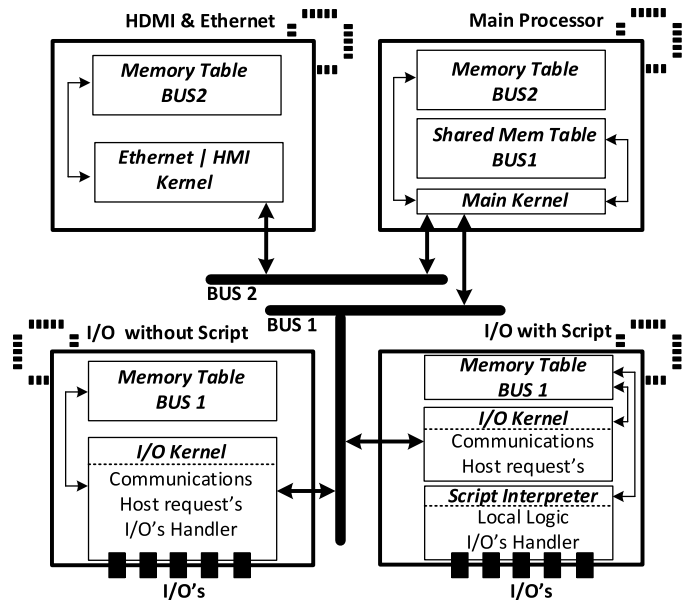 HDMI & Ethernet
Memory Table
BUS2
Ethernet | HMI
Kernel
Main Processor
Memory Table
BUS2
Shared Mem Table
BUS1
Main Kernel
BUS 2
BUS 1
I/O without Script
Memory Table
BUS 1
I/O Kernel
Communications
Host request's
I/O's Handler
I/O's
I/O with Script
Memory Table
BUS 1
I/O Kernel
Communications
Host request's
Script Interpreter
Local Logic
I/O's Handler
I/O's